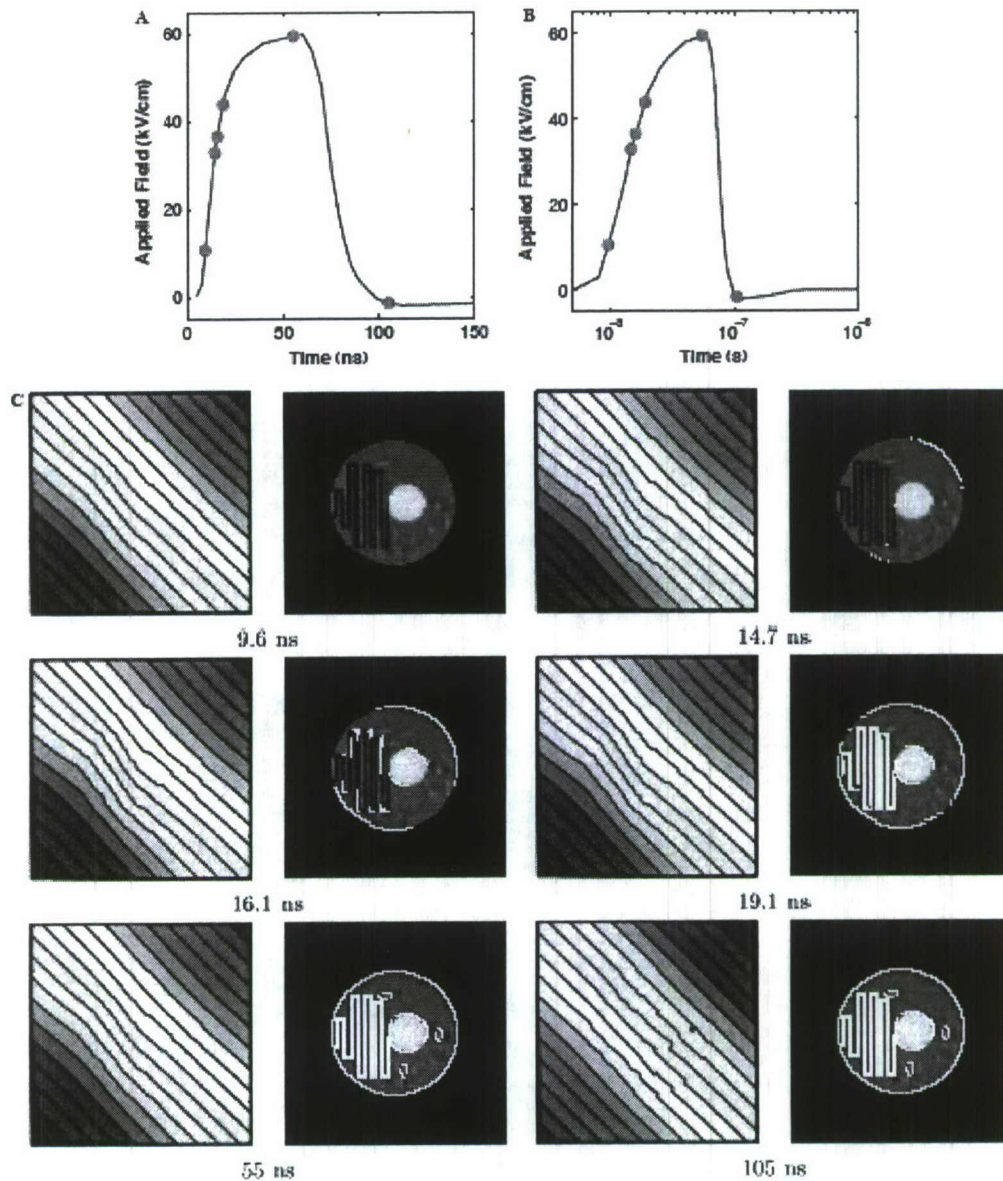 A
B
Applied Field (kV/cm)
60
40
20
0
0
50
100
150
Time (ns)
Applied Field (kV/cm)
60
40
20
0
10⁻⁸
10⁻⁷
10⁻⁶
Time (s)
C
9.6 ns
14.7 ns
16.1 ns
19.1 ns
55 ns
105 ns